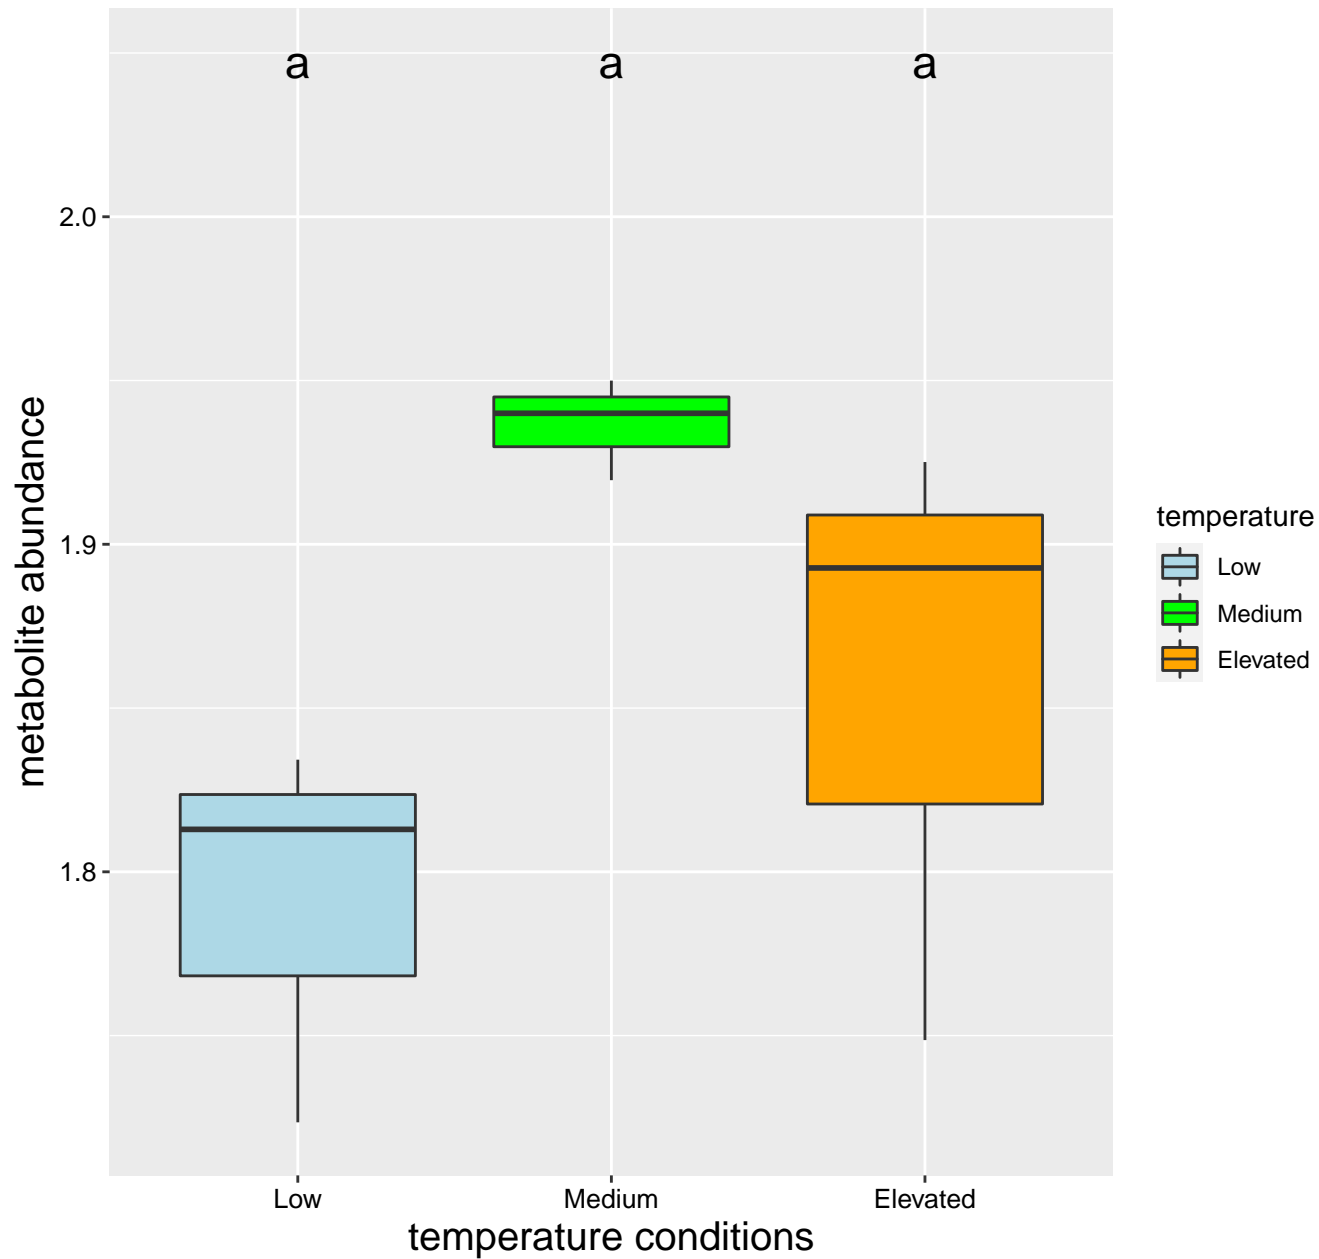 a a a
2.0
1.9
1.8
metabolite abundance
Low Medium Elevated
temperature conditions
temperature
Low
Medium
Elevated